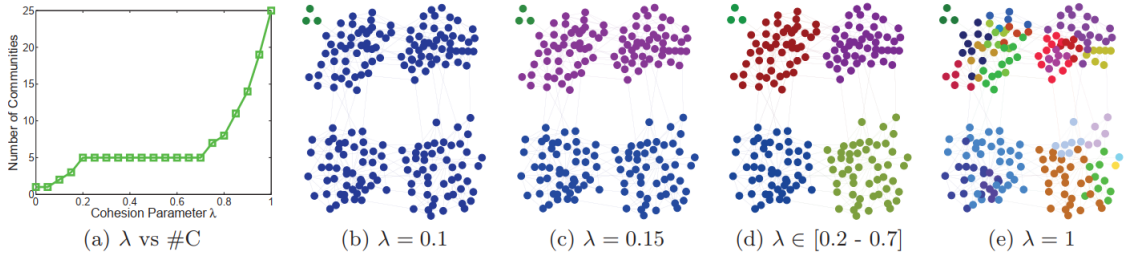 25
20
15
10
5
0
0 0.2 0.4 0.6 0.8 1
Number of Communities
Cohesion Parameter λ
(a) λ vs #C
(b) λ = 0.1
(c) λ = 0.15
(d) λ ∈ [0.2 - 0.7]
(e) λ = 1